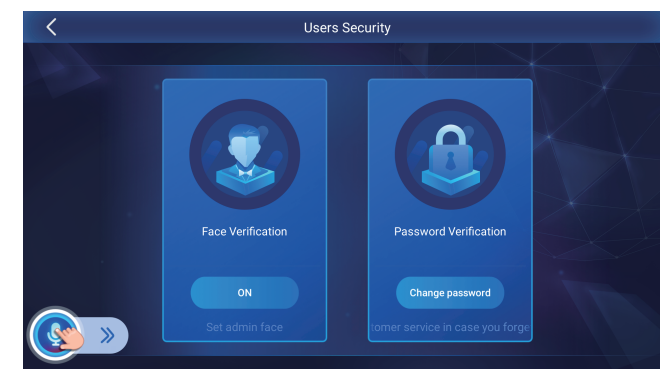 Users Security
Face Verification
Password Verification
ON
Change password
Set admin face
tomer service in case you forge